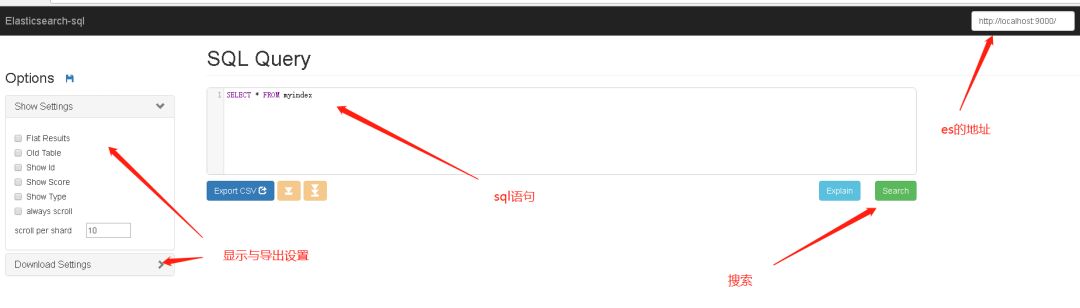 Elasticsearch-sql
http://localhost:9000/
SQL Query
Options
Show Settings
1 SELECT * FROM myindex
Flat Results
Old Table
Show Id
Show Score
Show Type
always scroll
scroll per shard 10
Download Settings
Export CSV
Explain
Search
es的地址
sql语句
显示与导出设置
搜索